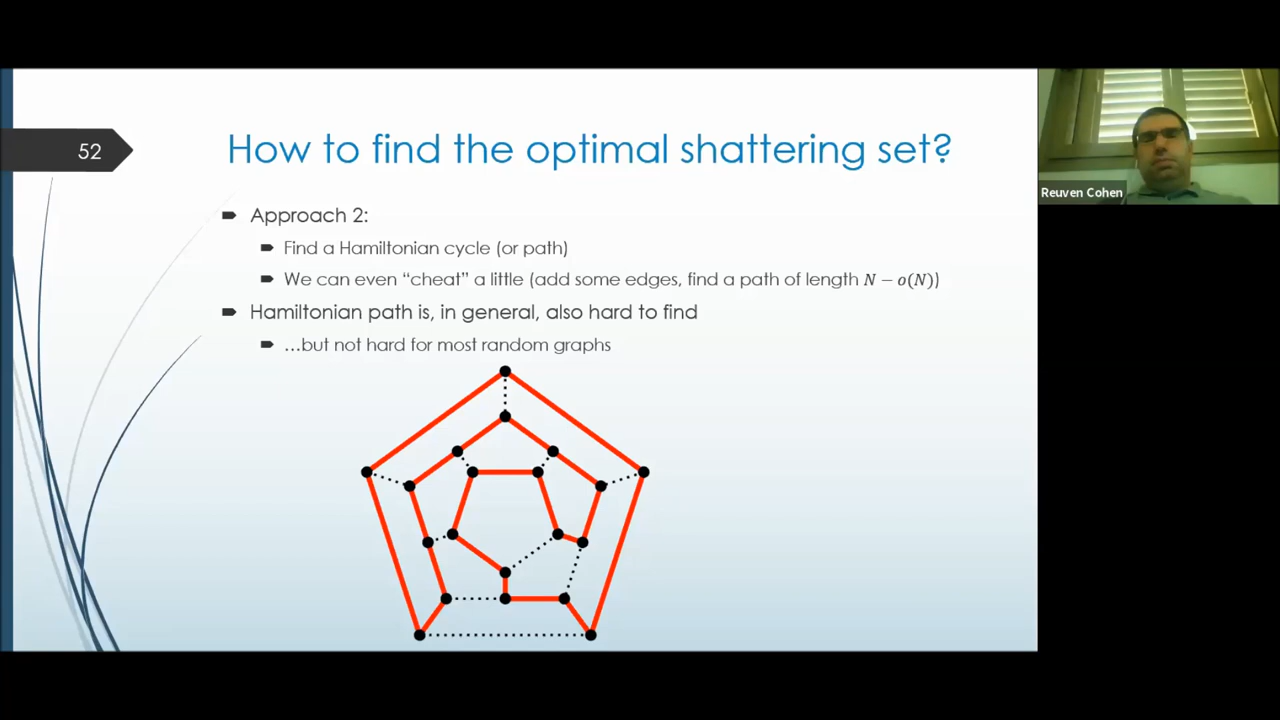 52
How to find the optimal shattering set?
Approach 2:
Find a Hamiltonian cycle (or path)
We can even “cheat” a little (add some edges, find a path of length N − o(N))
Hamiltonian path is, in general, also hard to find
…but not hard for most random graphs
Reuven Cohen